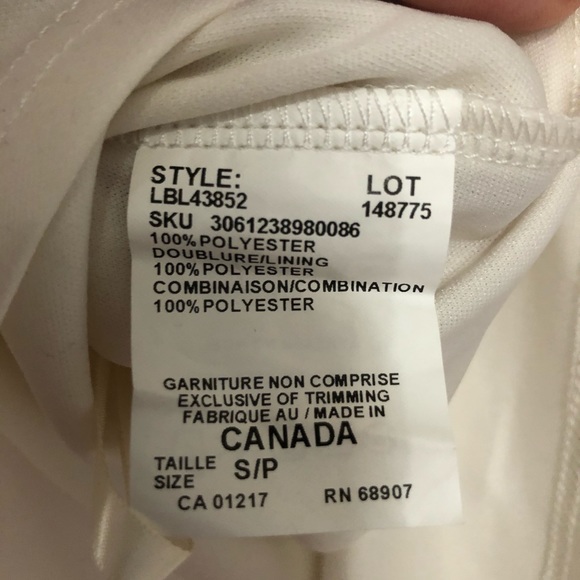 STYLE: LOT
LBL43852 148775
SKU 3061238980086
100% POLYESTER
DOUBLURE/LINING
100% POLYESTER
COMBINAISON/COMBINATION
100% POLYESTER
GARNITURE NON COMPRISE
EXCLUSIVE OF TRIMMING
FABRIQUE AU / MADE IN
CANADA
TAILLE S/P
SIZE
CA 01217 RN 68907